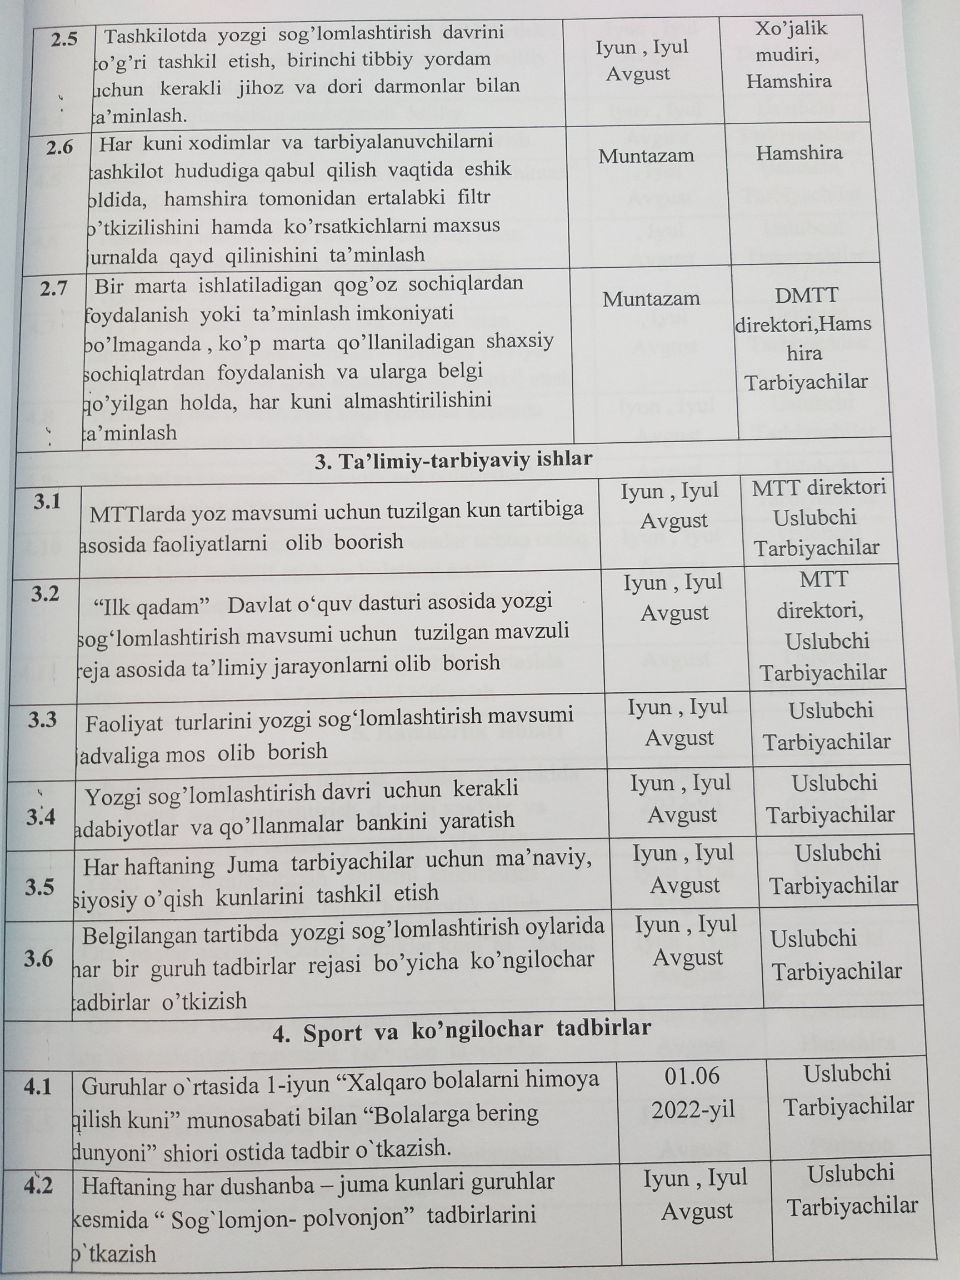 2.5 Tashkilotda yozgi sog’lomlashtirish davrini
to’g’ri tashkil etish, birinchi tibbiy yordam
uchun kerakli jihoz va dori darmonlar bilan
ta’minlash.
Iyun , Iyul
Avgust
Xo’jalik
mudiri,
Hamshira
2.6 Har kuni xodimlar va tarbiyalanuvchilarni
tashkilot hududiga qabul qilish vaqtida eshik
oldida, hamshira tomonidan ertalabki filtr
o’tkizilishini hamda ko’rsatkichlarni maxsus
jurnalda qayd qilinishini ta’minlash
Muntazam
Hamshira
2.7 Bir marta ishlatiladigan qog’oz sochiqlardan
foydalanish yoki ta’minlash imkoniyati
bo’lmaganda , ko’p marta qo’llaniladigan shaxsiy
sochiqlatrdan foydalanish va ularga belgi
qo’yilgan holda, har kuni almashtirilishini
ta’minlash
Muntazam
DMTT
direktori,Hams
hira
Tarbiyachilar
3. Ta’limiy-tarbiyaviy ishlar
3.1 MTTlarda yoz mavsumi uchun tuzilgan kun tartibiga
asosida faoliyatlarni olib boorish
Iyun , Iyul
Avgust
MTT direktori
Uslubchi
Tarbiyachilar
3.2 “Ilk qadam” Davlat o‘quv dasturi asosida yozgi
sog‘lomlashtirish mavsumi uchun tuzilgan mavzuli
reja asosida ta’limiy jarayonlarni olib borish
Iyun , Iyul
Avgust
MTT
direktori,
Uslubchi
Tarbiyachilar
3.3 Faoliyat turlarini yozgi sog‘lomlashtirish mavsumi
jadvaliga mos olib borish
Iyun , Iyul
Avgust
Uslubchi
Tarbiyachilar
3.4 Yozgi sog’lomlashtirish davri uchun kerakli
adabiyotlar va qo’llanmalar bankini yaratish
Iyun , Iyul
Avgust
Uslubchi
Tarbiyachilar
3.5 Har haftaning Juma tarbiyachilar uchun ma’naviy,
siyosiy o’qish kunlarini tashkil etish
Iyun , Iyul
Avgust
Uslubchi
Tarbiyachilar
3.6 Belgilangan tartibda yozgi sog’lomlashtirish oylarida
har bir guruh tadbirlar rejasi bo’yicha ko’ngilochar
tadbirlar o’tkizish
Iyun , Iyul
Avgust
Uslubchi
Tarbiyachilar
4. Sport va ko’ngilochar tadbirlar
4.1 Guruhlar o`rtasida 1-iyun “Xalqaro bolalarni himoya
qilish kuni” munosabati bilan “Bolalarga bering
dunyoni” shiori ostida tadbir o`tkazish.
01.06
2022-yil
Uslubchi
Tarbiyachilar
4.2 Haftaning har dushanba – juma kunlari guruhlar
kesmida “ Sog`lomjon- polvonjon” tadbirlarini
o`tkazish
Iyun , Iyul
Avgust
Uslubchi
Tarbiyachilar